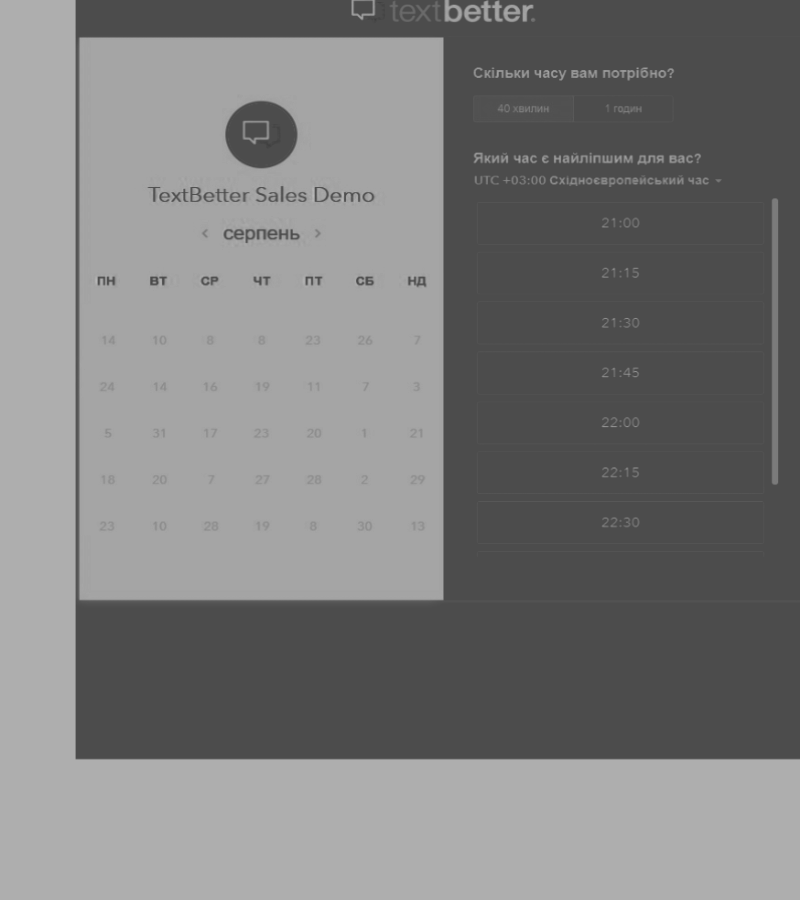 textbetter.
TextBetter Sales Demo
‹ серпень ›
ПН ВТ СР ЧТ ПТ СБ НД
14 10 8 8 23 26 7
24 14 16 19 11 7 3
5 31 17 23 20 1 21
18 20 7 27 28 2 29
23 10 28 19 8 30 13
Скільки часу вам потрібно?
40 хвилин 1 годин
Який час є найліпшим для вас?
UTC +03:00 Східноєвропейський час
21:00
21:15
21:30
21:45
22:00
22:15
22:30